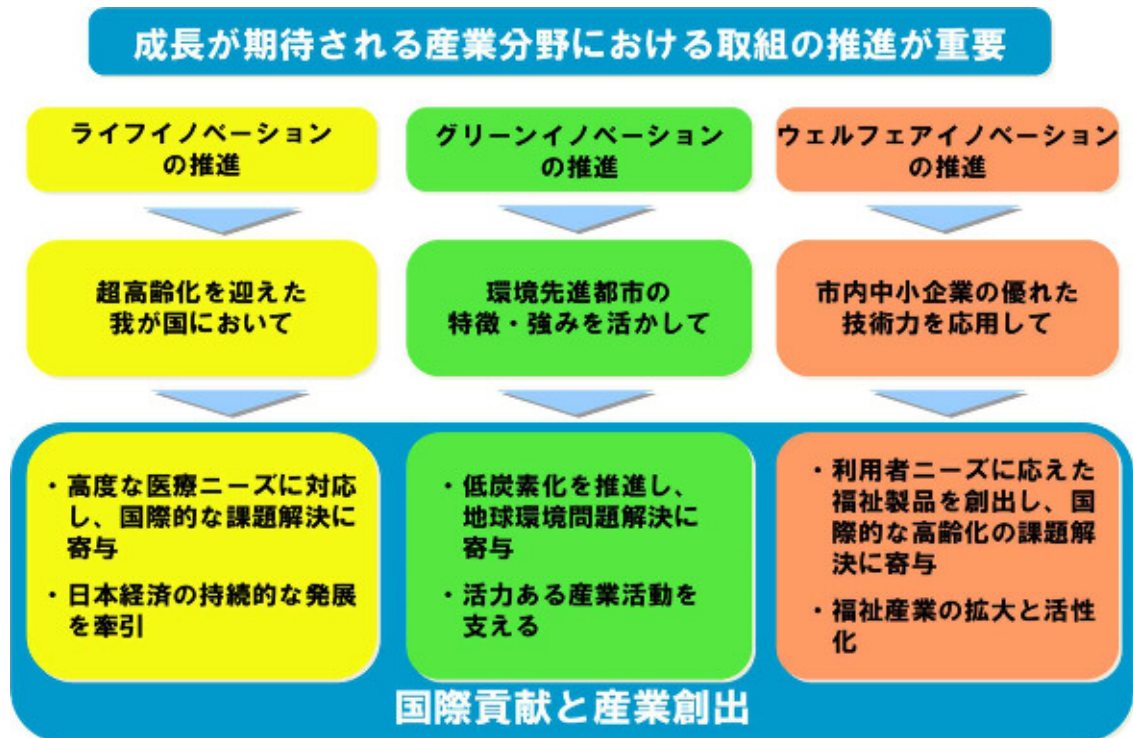 成長が期待される産業分野における取組の推進が重要
ライフイノベーション
の推進
超高齢化を迎えた
我が国において
・高度な医療ニーズに対応
し、国際的な課題解決に
寄与
・日本経済の持続的な発展
を牽引
グリーンイノベーション
の推進
環境先進都市の
特徴・強みを活かして
・低炭素化を推進し、
地球環境問題解決に
寄与
・活力ある産業活動を
支える
ウェルフェアイノベーション
の推進
市内中小企業の優れた
技術力を応用して
・利用者ニーズに応えた
福祉製品を創出し、国
際的な高齢化の課題解
決に寄与
・福祉産業の拡大と活性
化
国際貢献と産業創出